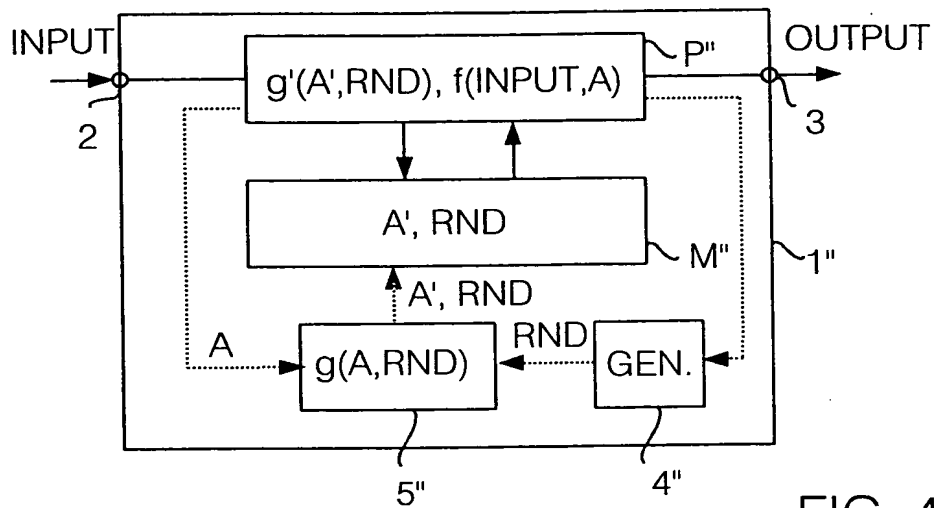 INPUT
OUTPUT
P"
g'(A',RND), f(INPUT,A)
2
3
A', RND
M"
1"
A', RND
A
RND
g(A,RND)
GEN.
5"
4"
FIG. 4